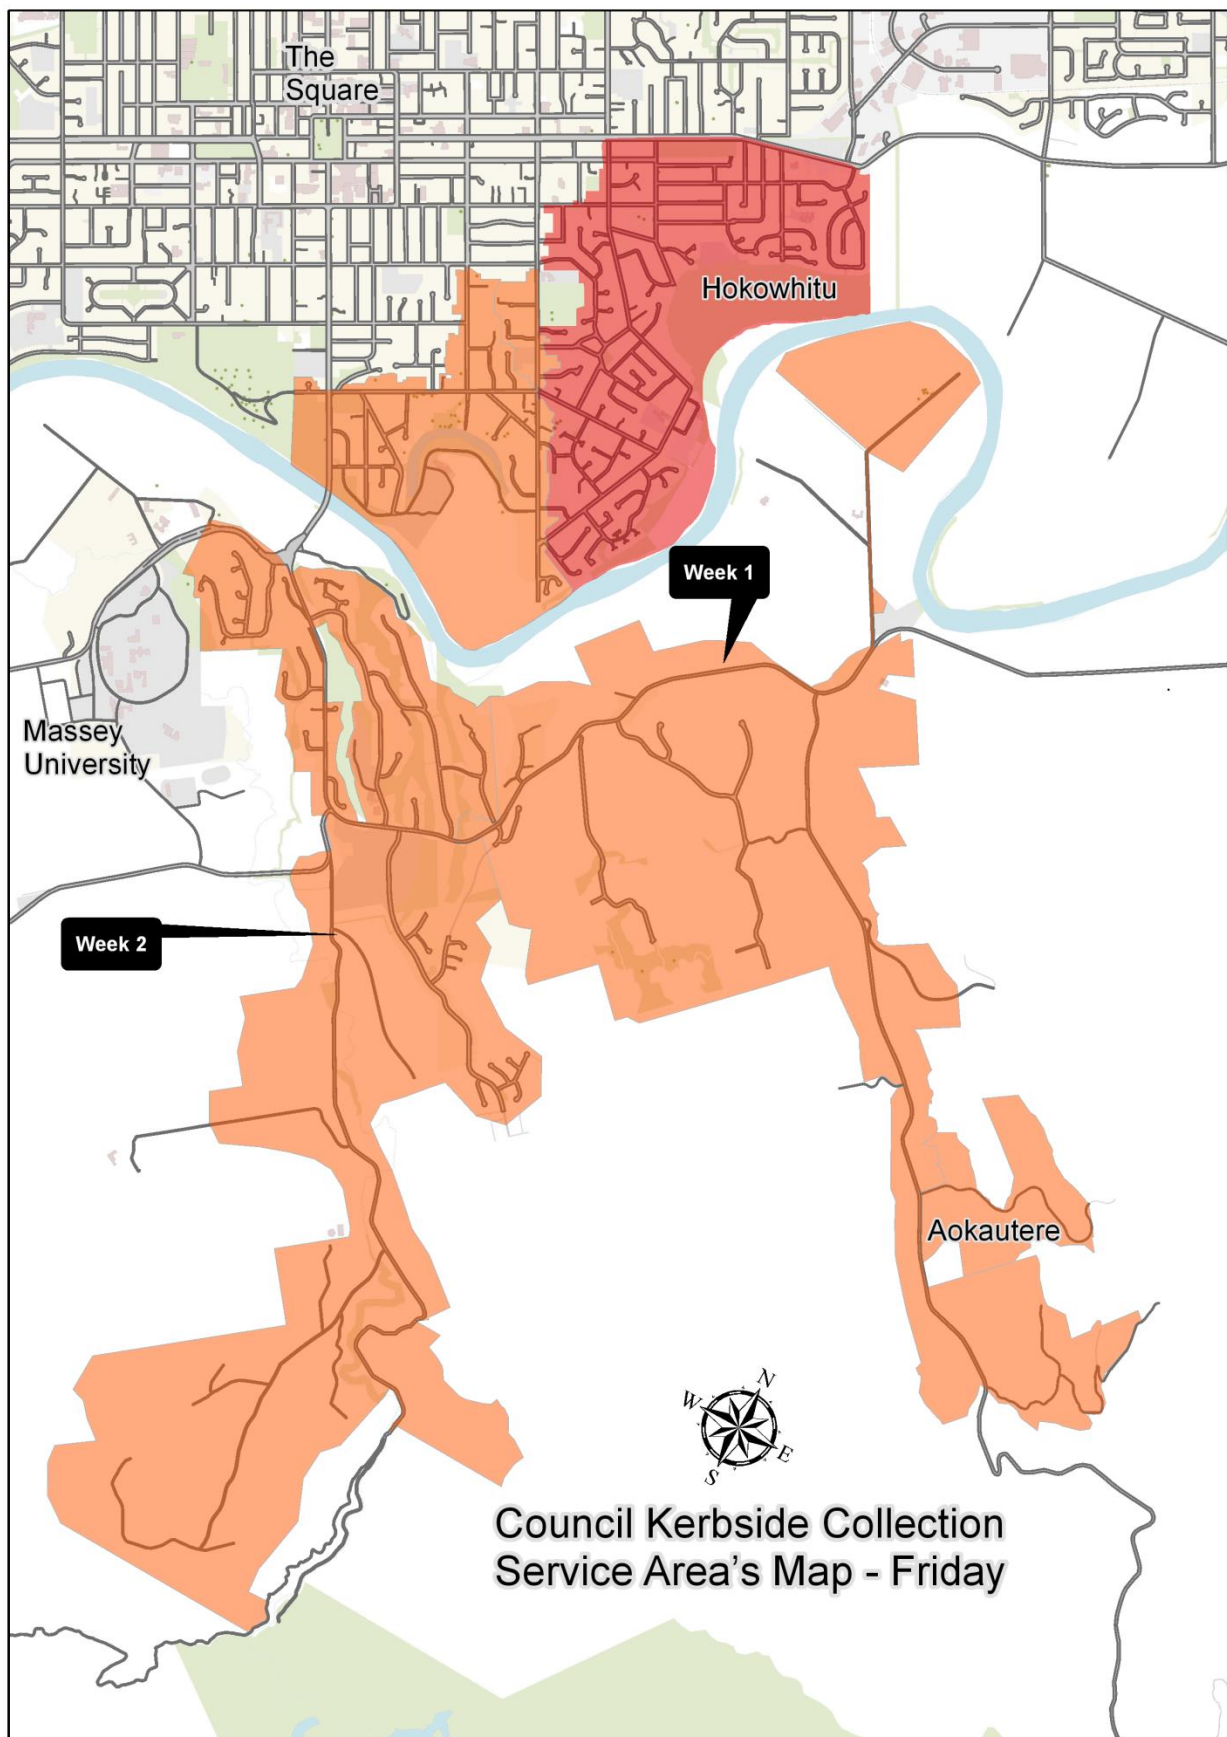 The
Square
Hokowhitu
Week 1
Massey
University
Week 2
Aokautere
N
W
E
S
Council Kerbside Collection
Service Area's Map - Friday